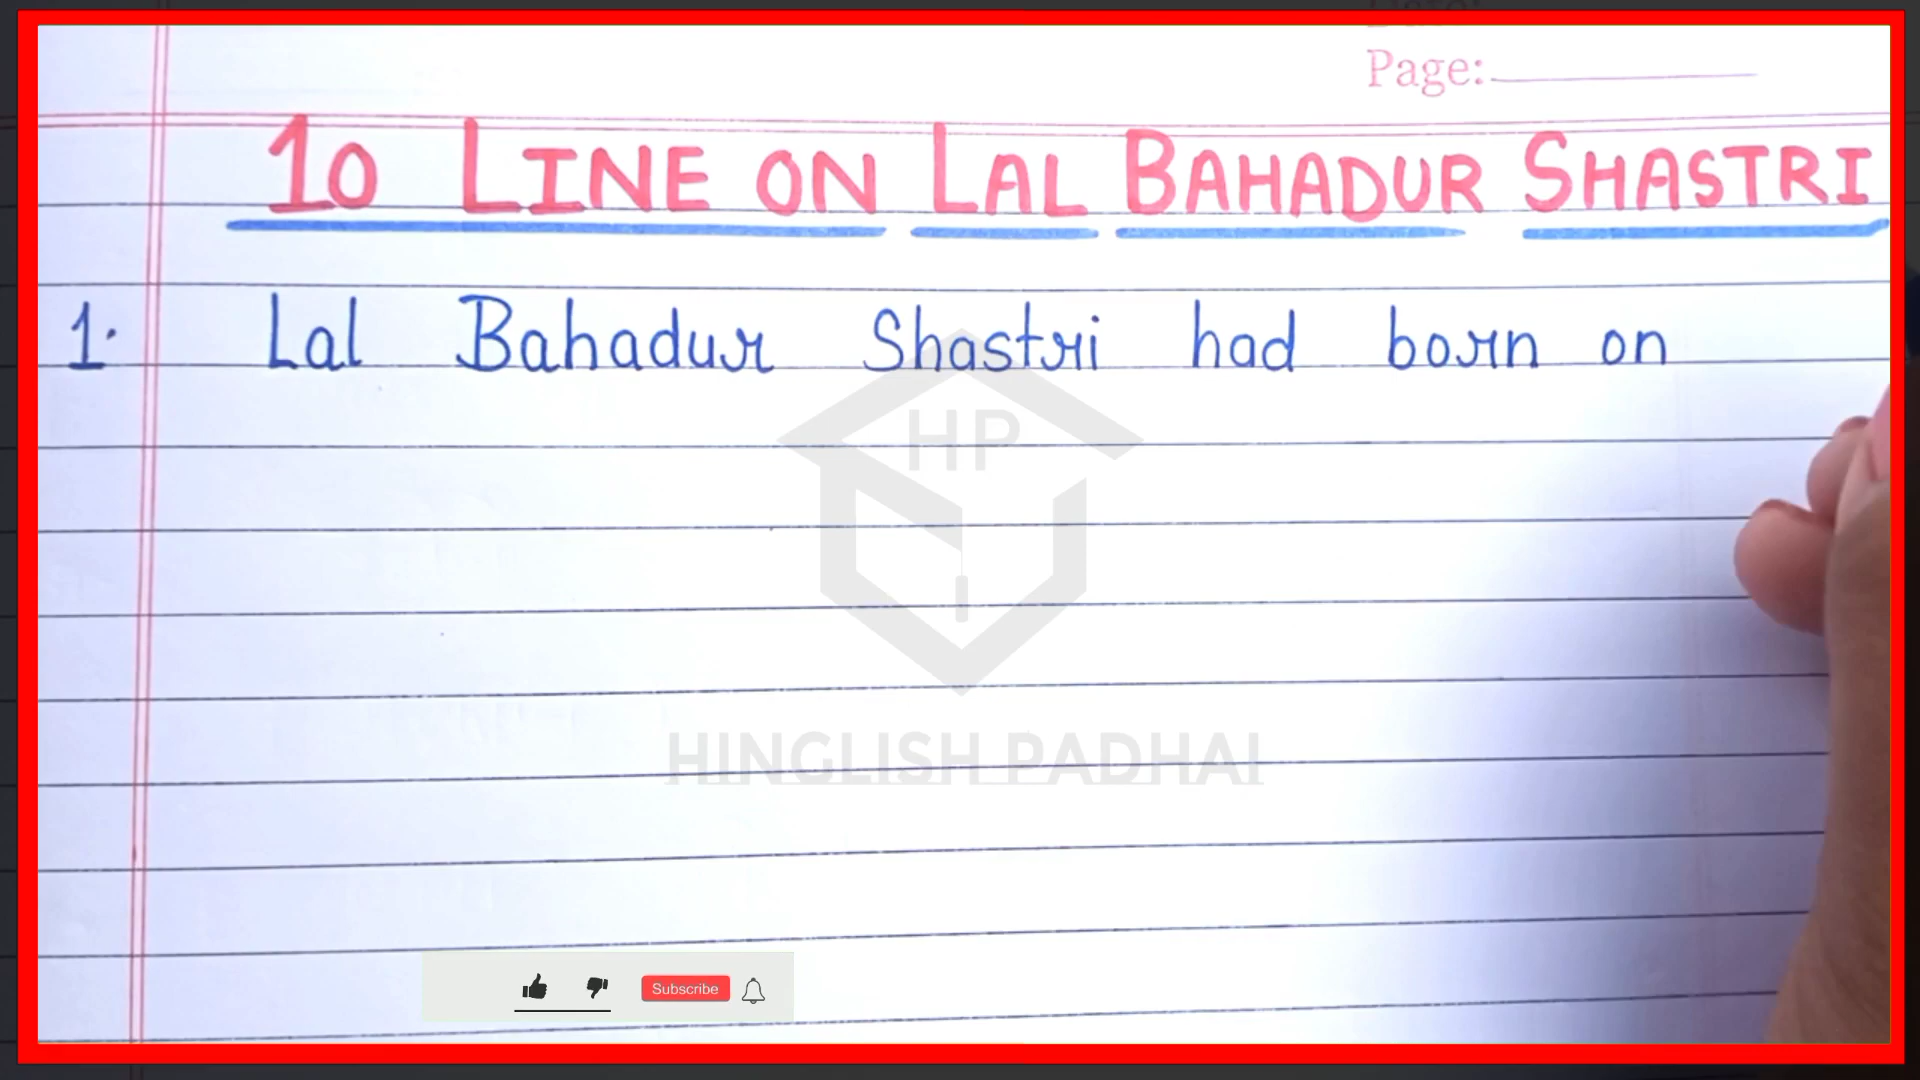 Page:
10 LINE ON LAL BAHADUR SHASTRI
1. Lal Bahadur Shastri had born on
HP
HINGLISH PADHAI
Subscribe